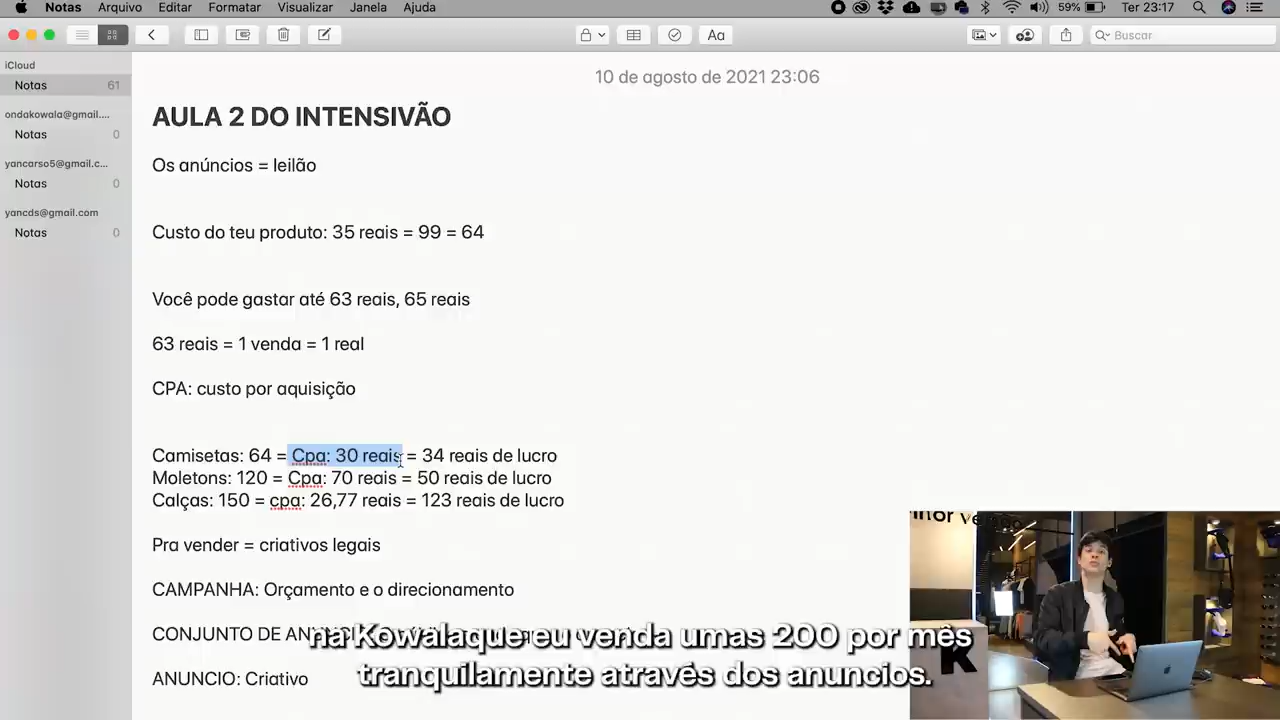 Notas Arquivo Editar Formatar Visualizar Janela Ajuda 59% Ter 23:17
Aa Buscar
iCloud
Notas 61
ondakowala@gmail....
Notas 0
yancarso5@gmail.c...
Notas 0
yancds@gmail.com
Notas 0
10 de agosto de 2021 23:06
AULA 2 DO INTENSIVÃO
Os anúncios = leilão
Custo do teu produto: 35 reais = 99 = 64
Você pode gastar até 63 reais, 65 reais
63 reais = 1 venda = 1 real
CPA: custo por aquisição
Camisetas: 64 = Cpa: 30 reais = 34 reais de lucro
Moletons: 120 = Cpa: 70 reais = 50 reais de lucro
Calças: 150 = cpa: 26,77 reais = 123 reais de lucro
Pra vender = criativos legais
CAMPANHA: Orçamento e o direcionamento
CONJUNTO DE
ANUNCIO: Criativo
na Kowalaque eu venda umas 200 por mês
tranquilamente através dos anuncios.
K